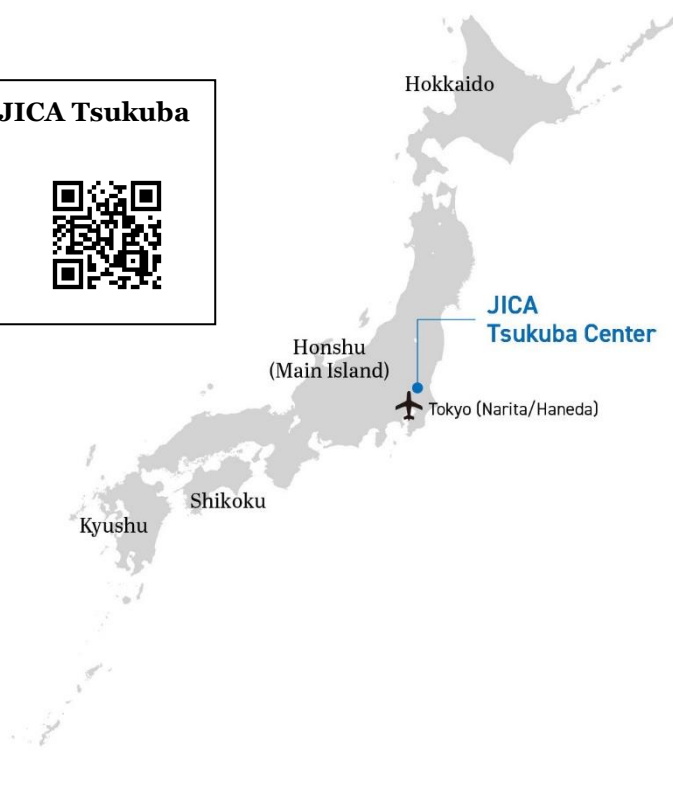 Hokkaido
JICA Tsukuba
JICA
Tsukuba Center
Honshu
(Main Island)
Tokyo (Narita/Haneda)
Shikoku
Kyushu